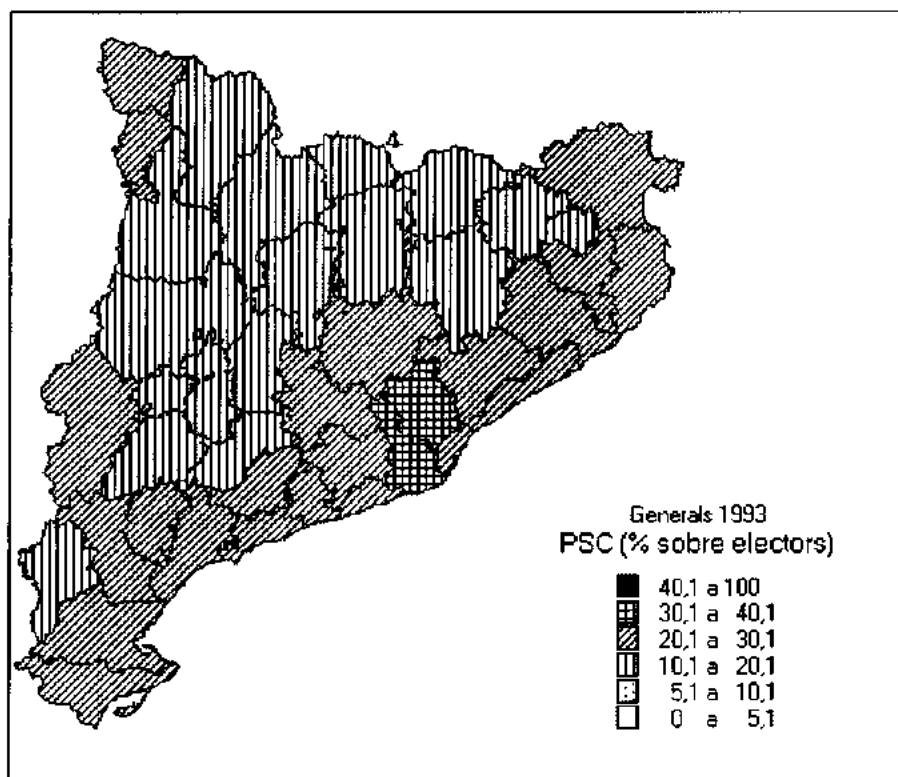 Generals 1993
PSC (% sobre electors)
40,1 a 100
30,1 a 40,1
20,1 a 30,1
10,1 a 20,1
5,1 a 10,1
0 a 5,1